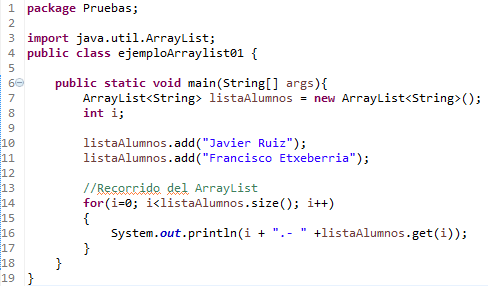 1 package Pruebas;
2
3 import java.util.ArrayList;
4 public class ejemploArraylist01 {
5
6 public static void main(String[] args){
7 ArrayList<String> listaAlumnos = new ArrayList<String>();
8 int i;
9
10 listaAlumnos.add("Javier Ruiz");
11 listaAlumnos.add("Francisco Etxeberria");
12
13 //Recorrido del ArrayList
14 for(i=0; i<listaAlumnos.size(); i++)
15 {
16 System.out.println(i + ".- " +listaAlumnos.get(i));
17 }
18 }
19 }